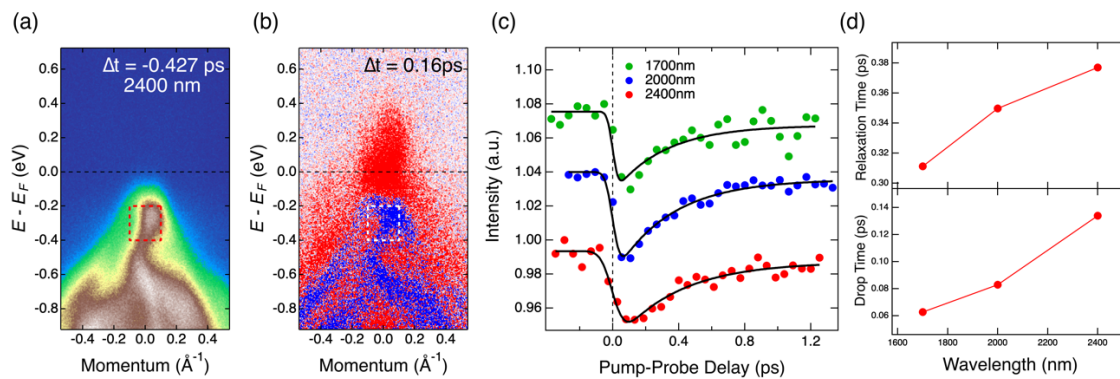 (a)
Δt = -0.427 ps
2400 nm
0.6
0.4
0.2
0.0
-0.2
-0.4
-0.6
-0.8
E - E_F (eV)
-0.4 -0.2 0.0 0.2 0.4
Momentum (Å⁻¹)
(b)
Δt = 0.16ps
0.6
0.4
0.2
0.0
-0.2
-0.4
-0.6
-0.8
E - E_F (eV)
-0.4 -0.2 0.0 0.2 0.4
Momentum (Å⁻¹)
(c)
1700nm
2000nm
2400nm
1.10
1.08
1.06
1.04
1.02
1.00
0.98
0.96
Intensity (a.u.)
0.0 0.4 0.8 1.2
Pump-Probe Delay (ps)
(d)
0.38
0.36
0.34
0.32
0.30
Relaxation Time (ps)
0.14
0.12
0.10
0.08
0.06
Drop Time (ps)
1600 1800 2000 2200 2400
Wavelength (nm)